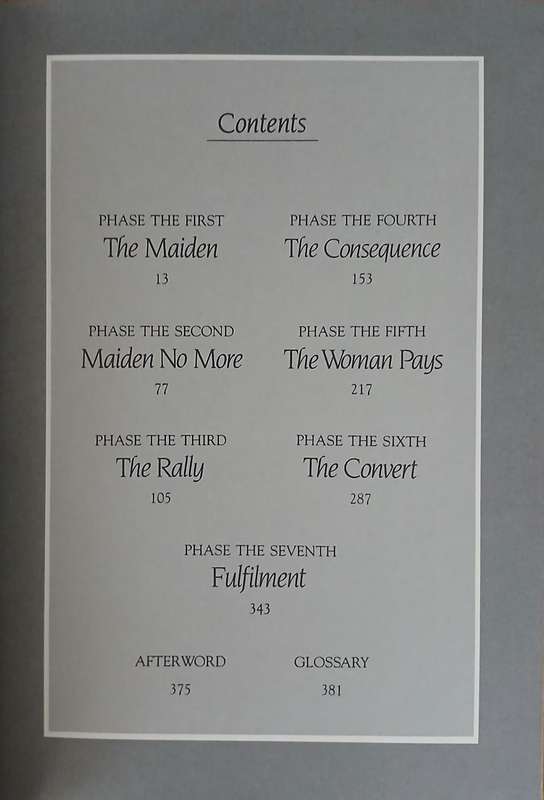 Contents
PHASE THE FIRST
The Maiden
13
PHASE THE SECOND
Maiden No More
77
PHASE THE THIRD
The Rally
105
PHASE THE FOURTH
The Consequence
153
PHASE THE FIFTH
The Woman Pays
217
PHASE THE SIXTH
The Convert
287
PHASE THE SEVENTH
Fulfilment
343
AFTERWORD
375
GLOSSARY
381